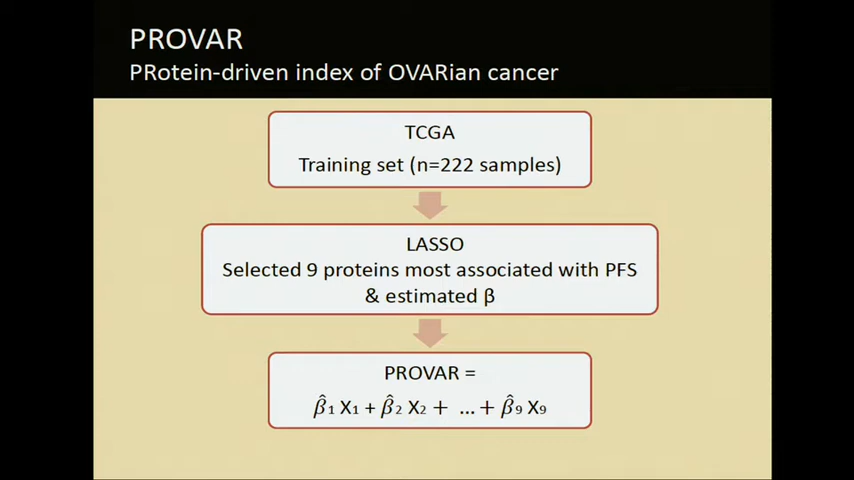 PROVAR
PRotein-driven index of OVARian cancer
TCGA
Training set (n=222 samples)
LASSO
Selected 9 proteins most associated with PFS
& estimated β
PROVAR =
β̂₁ X₁ + β̂₂ X₂ + ... + β̂₉ X₉